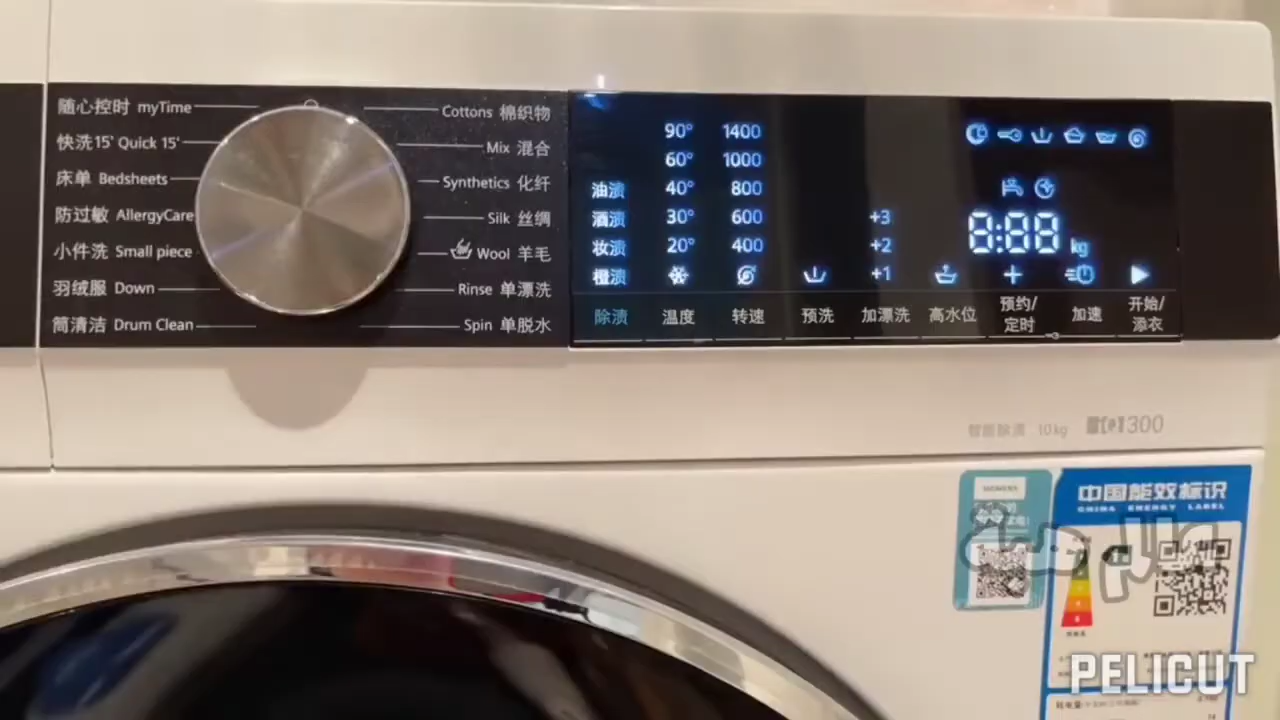 随心控时 myTime
快洗15' Quick 15'
床单 Bedsheets
防过敏 AllergyCare
小件洗 Small piece
羽绒服 Down
筒清洁 Drum Clean
Cottons 棉织物
Mix 混合
Synthetics 化纤
Silk 丝绸
Wool 羊毛
Rinse 单漂洗
Spin 单脱水
90° 1400
60° 1000
油渍 40° 800
酒渍 30° 600 +3 8:88
妆渍 20° 400 +2 kg
橙渍 +1
除渍 温度 转速 预洗 加漂洗 高水位 预约/定时 加速 开始/添衣
智能除渍 10kg 300
SIEMENS
中国能效标识
CHINA ENERGY LABEL
PELICUT